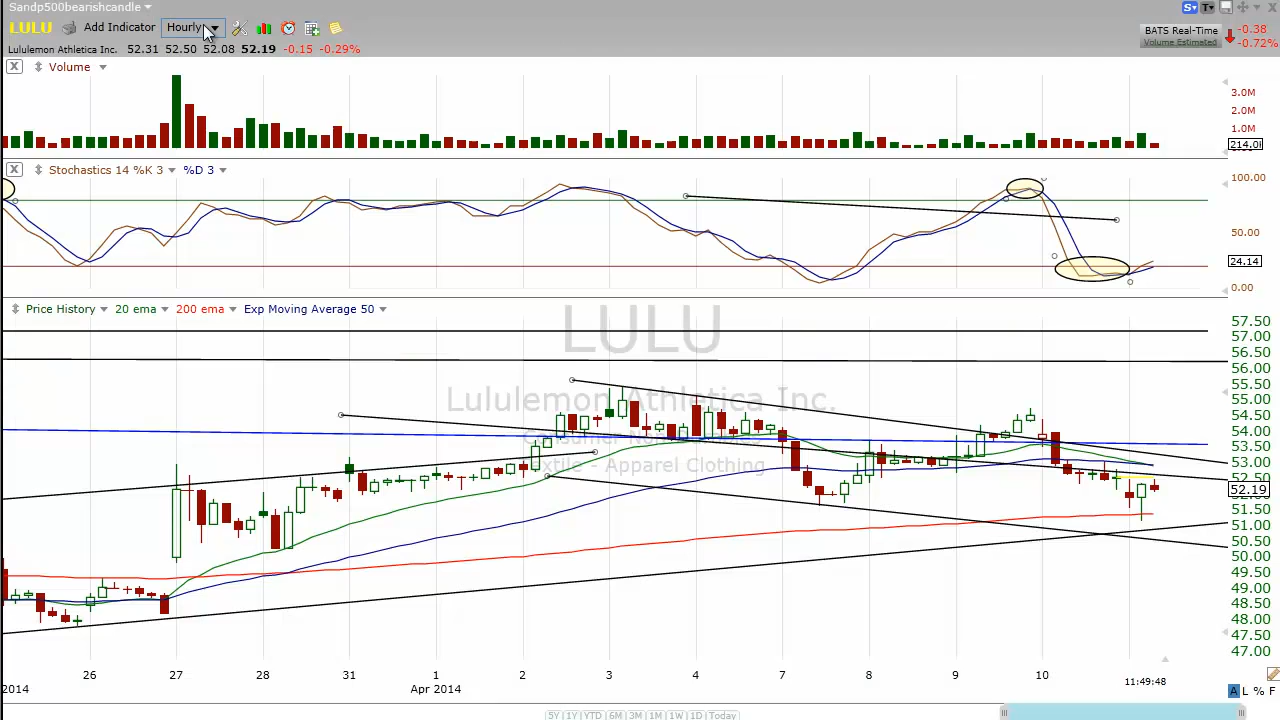 Sandp500bearishcandle
S T
LULU Add Indicator Hourly
BATS Real-Time -0.38
Volume Estimated -0.72%
Lululemon Athletica Inc. 52.31 52.50 52.08 52.19 -0.15 -0.29%
X Volume
3.0M
2.0M
1.0M
X Stochastics 14 %K 3 %D 3
100.00
50.00
24.14
0.00
Price History 20 ema 200 ema Exp Moving Average 50
LULU
Lululemon Athletica Inc.
- Apparel Clothing
57.50
57.00
56.50
56.00
55.50
55.00
54.50
54.00
53.50
53.00
52.50
52.19
51.50
51.00
50.50
50.00
49.50
49.00
48.50
48.00
47.50
47.00
26 27 28 31 1 2 3 4 7 8 9 10
2014 Apr 2014 11:49:48
A L % F
5Y 1Y YTD 6M 3M 1M 1W 1D Today